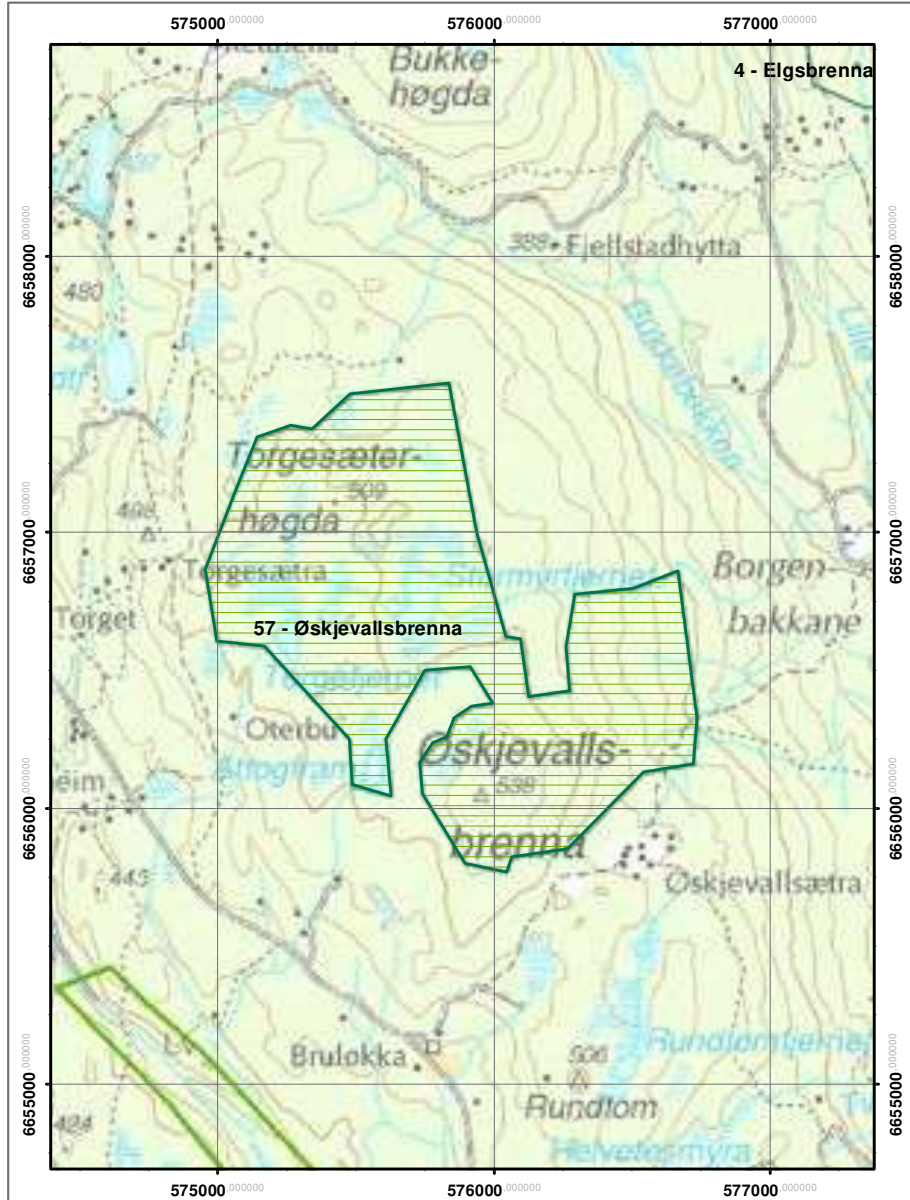 575000.000000 576000.000000 577000.000000
4 - Elgsbrenna
Bukke-
høgda
6658000.000000
388 Fjellstadhytta
6658000.000000
480
Torgesæter-
509
høgda
498
6657000.000000
6657000.000000
Torgesætra
Borgen-
bakkane
Torget
57 - Øskjevallsbrenna
Oterbu
Øskjevalls-
538
brenna
6656000.000000
6656000.000000
445
Øskjevallsætra
Brulokka
506
Rundtom
Rundtomtjernet
6655000.000000
6655000.000000
424
Helvetesmyra
575000.000000 576000.000000 577000.000000